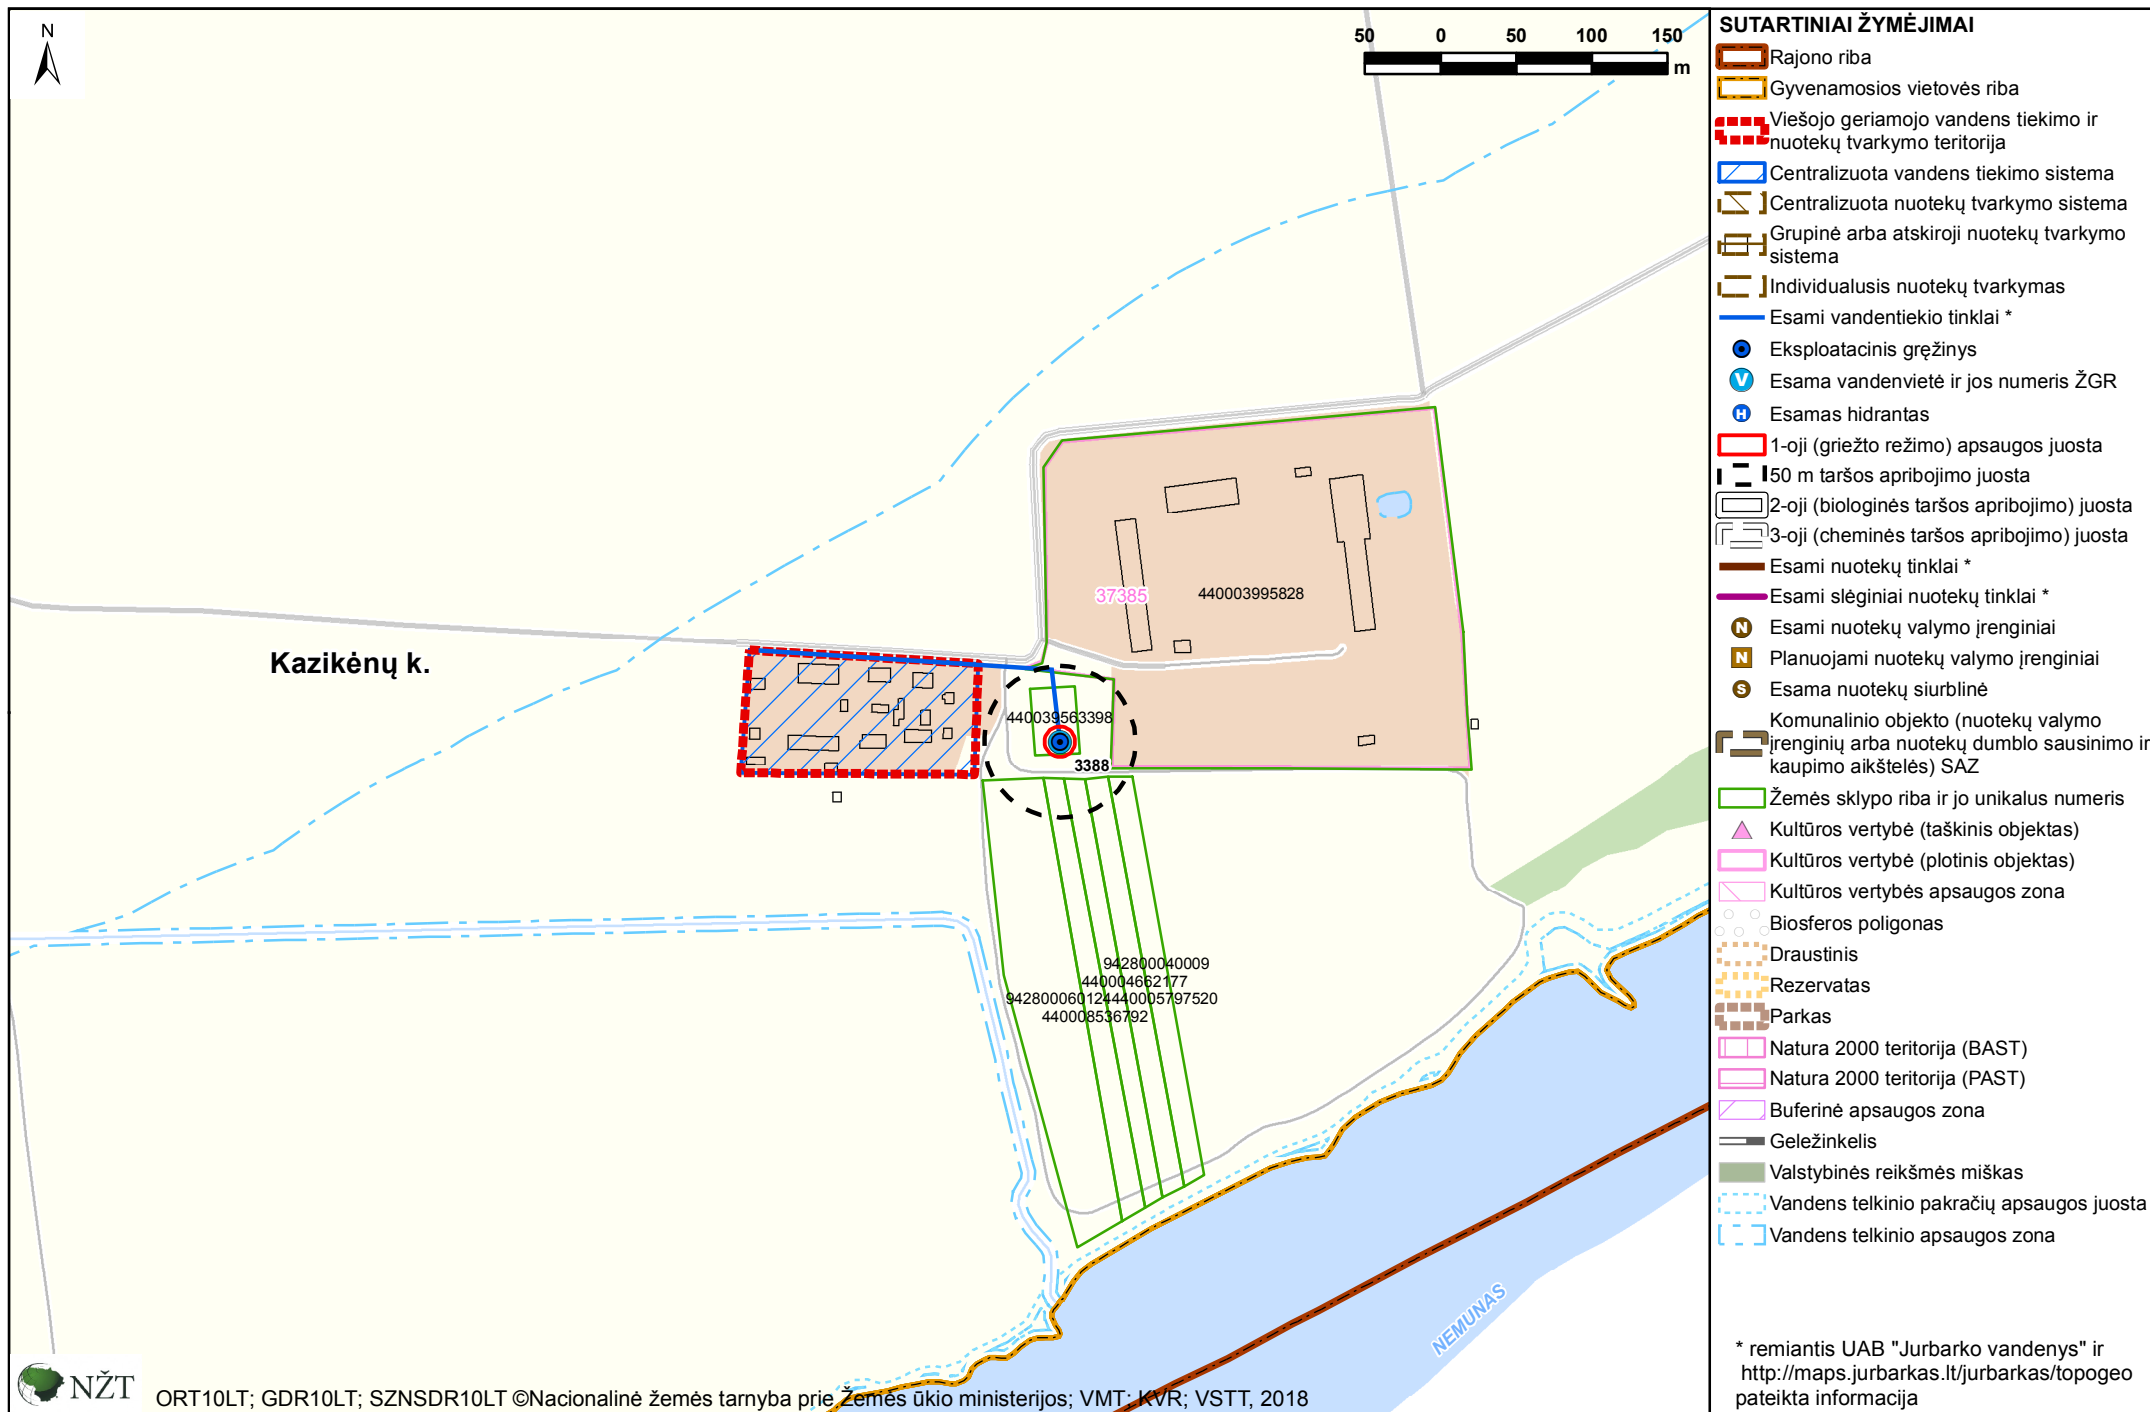 N
50 0 50 100 150
m
37385
440003995828
Kazikėnų k.
440039563398
3388
942800040009
440004662177
942800060124440005797520
440008536792
NEMUNAS
NŽT
ORT10LT; GDR10LT; SZNSDR10LT ©Nacionalinė žemės tarnyba prie Žemės ūkio ministerijos; VMT; KVR; VSTT, 2018
SUTARTINIAI ŽYMĖJIMAI
Rajono riba
Gyvenamosios vietovės riba
Viešojo geriamojo vandens tiekimo ir
nuotekų tvarkymo teritorija
Centralizuota vandens tiekimo sistema
Centralizuota nuotekų tvarkymo sistema
Grupinė arba atskiroji nuotekų tvarkymo
sistema
Individualusis nuotekų tvarkymas
Esami vandentiekio tinklai *
Eksploatacinis gręžinys
V Esama vandenvietė ir jos numeris ŽGR
H Esamas hidrantas
1-oji (griežto režimo) apsaugos juosta
50 m taršos apribojimo juosta
2-oji (biologinės taršos apribojimo) juosta
3-oji (cheminės taršos apribojimo) juosta
Esami nuotekų tinklai *
Esami slėginiai nuotekų tinklai *
N Esami nuotekų valymo įrenginiai
N Planuojami nuotekų valymo įrenginiai
S Esama nuotekų siurblinė
Komunalinio objekto (nuotekų valymo
įrenginių arba nuotekų dumblo sausinimo ir
kaupimo aikštelės) SAZ
Žemės sklypo riba ir jo unikalus numeris
Kultūros vertybė (taškinis objektas)
Kultūros vertybė (plotinis objektas)
Kultūros vertybės apsaugos zona
Biosferos poligonas
Draustinis
Rezervatas
Parkas
Natura 2000 teritorija (BAST)
Natura 2000 teritorija (PAST)
Buferinė apsaugos zona
Geležinkelis
Valstybinės reikšmės miškas
Vandens telkinio pakračių apsaugos juosta
Vandens telkinio apsaugos zona
* remiantis UAB "Jurbarko vandenys" ir
http://maps.jurbarkas.lt/jurbarkas/topogeo
pateikta informacija